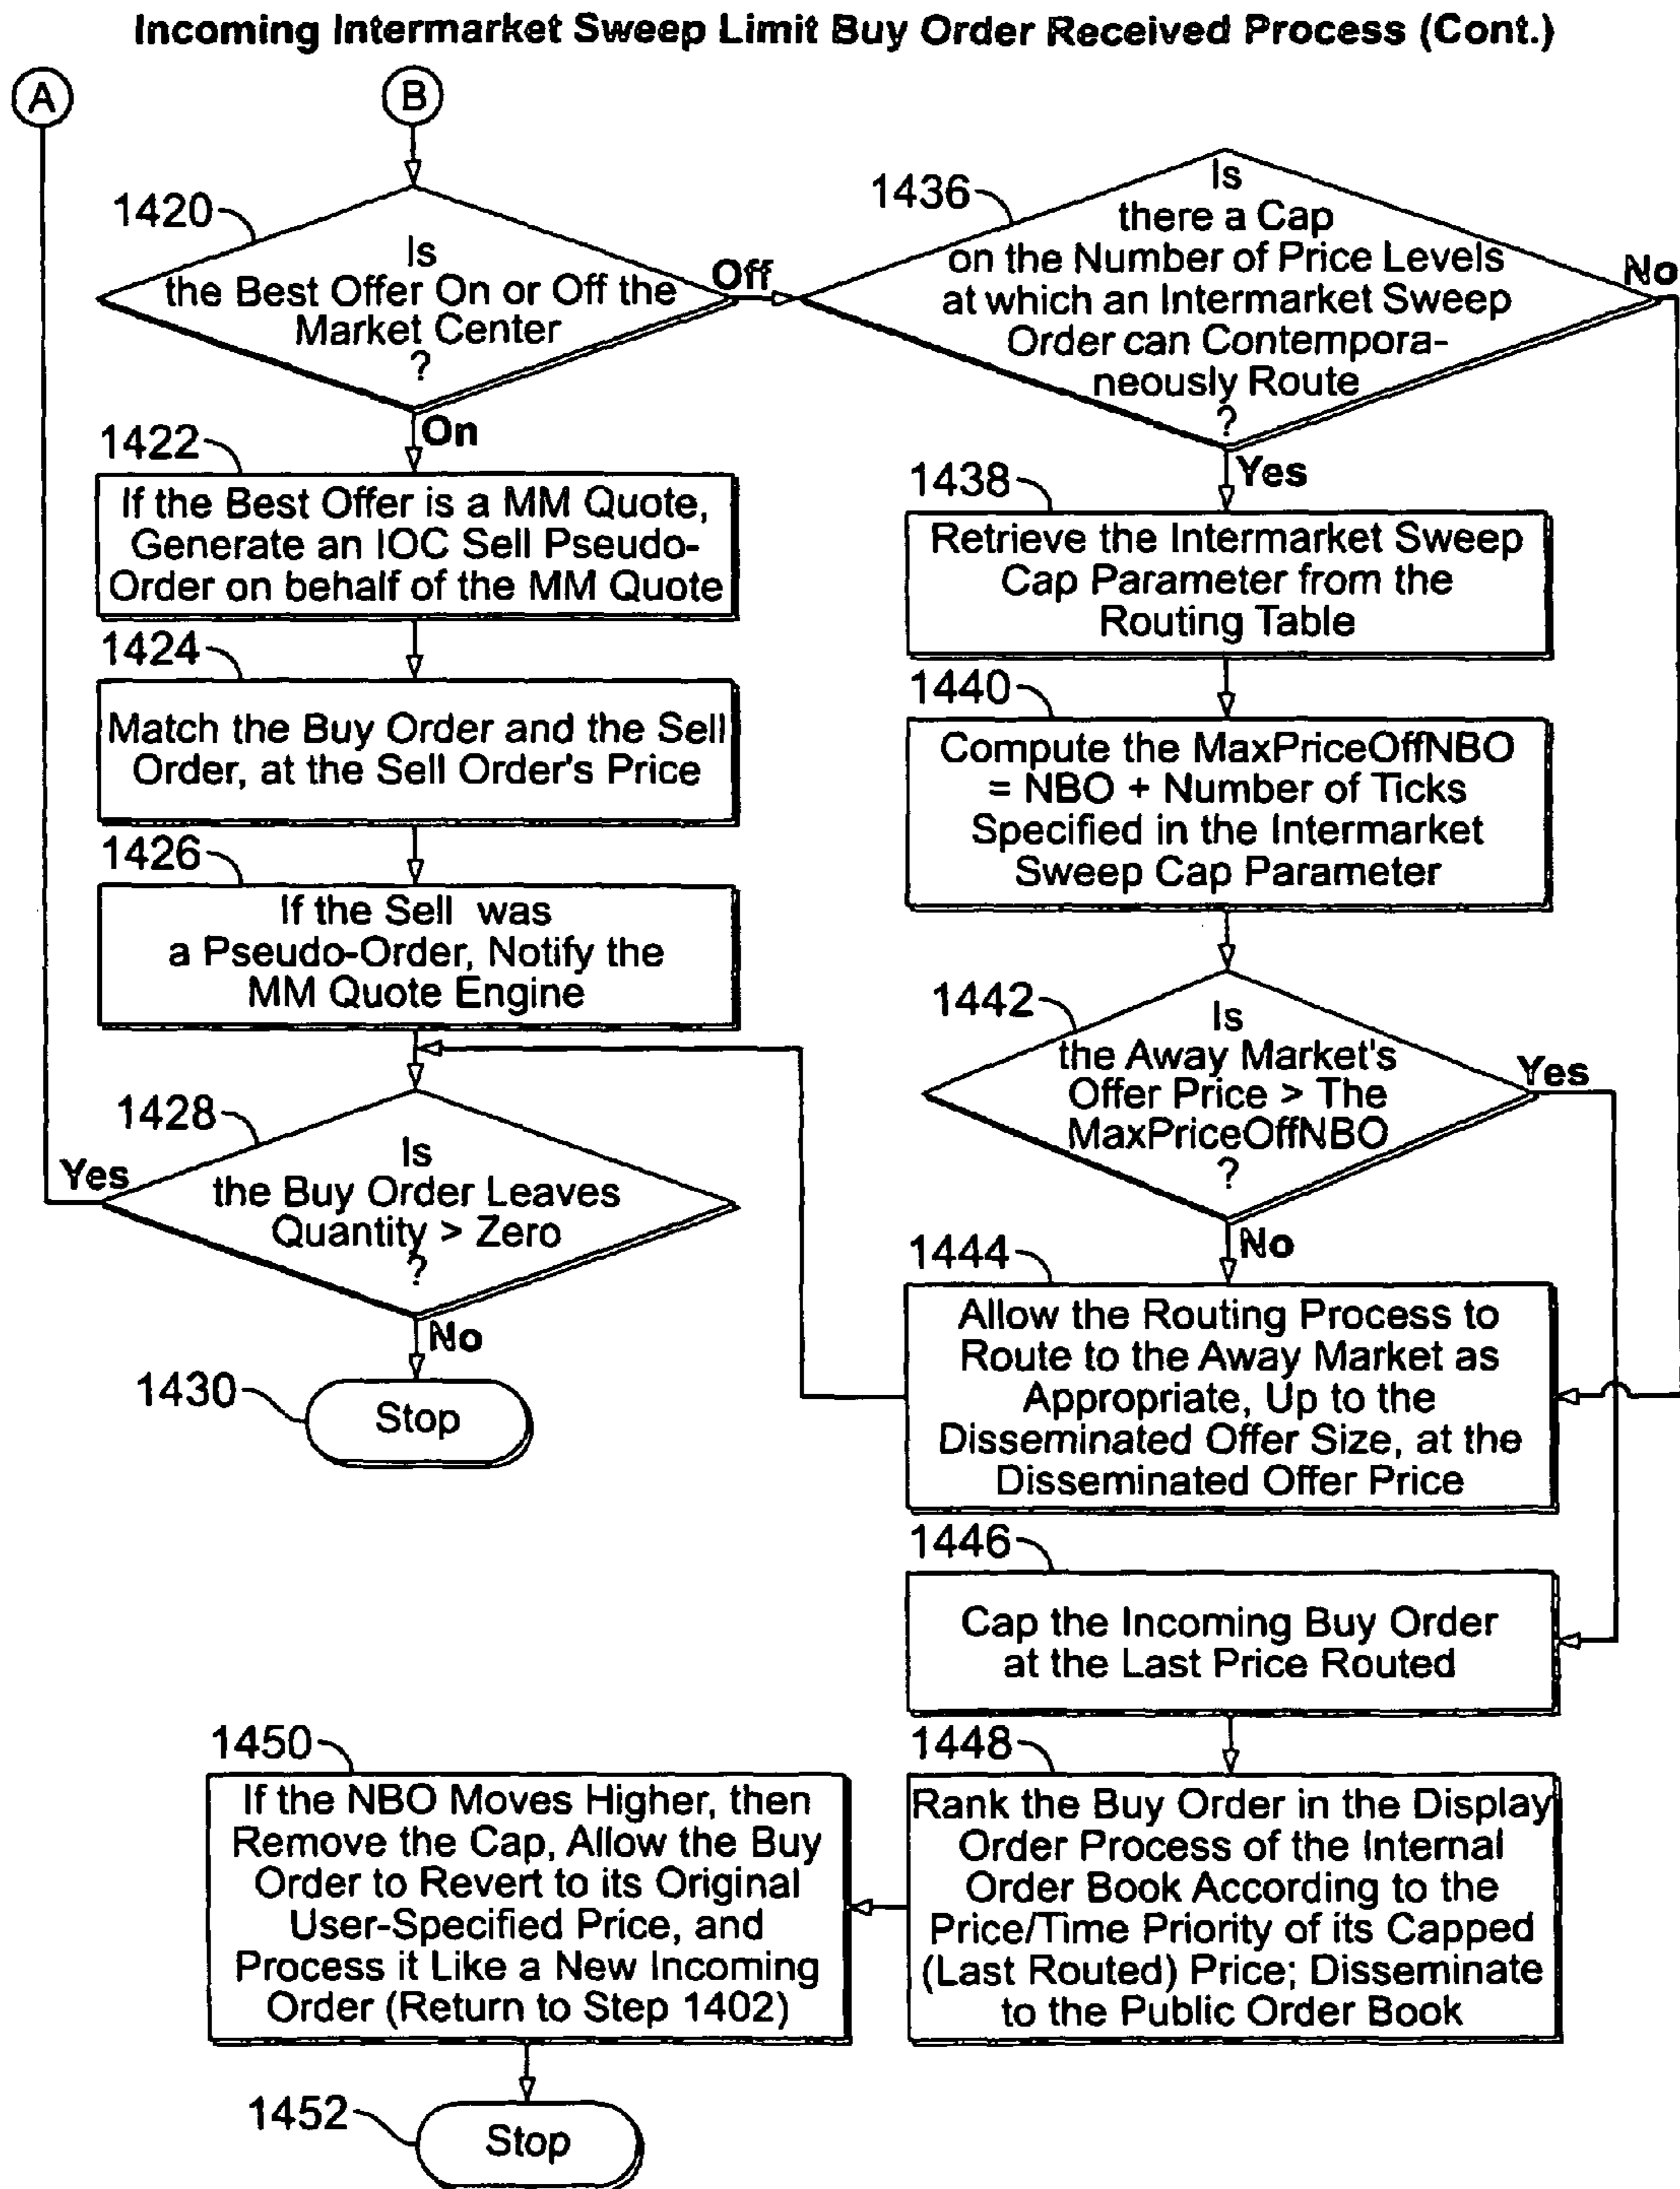 Incoming Intermarket Sweep Limit Buy Order Received Process (Cont.)
A
B
1420
Is
the Best Offer On or Off the
Market Center
?
Off
On
1422
If the Best Offer is a MM Quote,
Generate an IOC Sell Pseudo-
Order on behalf of the MM Quote
1424
Match the Buy Order and the Sell
Order, at the Sell Order's Price
1426
If the Sell was
a Pseudo-Order, Notify the
MM Quote Engine
1428
Is
the Buy Order Leaves
Quantity > Zero
?
Yes
No
1430
Stop
1436
Is
there a Cap
on the Number of Price Levels
at which an Intermarket Sweep
Order can Contempora-
neously Route
?
No
Yes
1438
Retrieve the Intermarket Sweep
Cap Parameter from the
Routing Table
1440
Compute the MaxPriceOffNBO
= NBO + Number of Ticks
Specified in the Intermarket
Sweep Cap Parameter
1442
Is
the Away Market's
Offer Price > The
MaxPriceOffNBO
?
Yes
No
1444
Allow the Routing Process to
Route to the Away Market as
Appropriate, Up to the
Disseminated Offer Size, at the
Disseminated Offer Price
1446
Cap the Incoming Buy Order
at the Last Price Routed
1448
Rank the Buy Order in the Display
Order Process of the Internal
Order Book According to the
Price/Time Priority of its Capped
(Last Routed) Price; Disseminate
to the Public Order Book
1450
If the NBO Moves Higher, then
Remove the Cap, Allow the Buy
Order to Revert to its Original
User-Specified Price, and
Process it Like a New Incoming
Order (Return to Step 1402)
1452
Stop